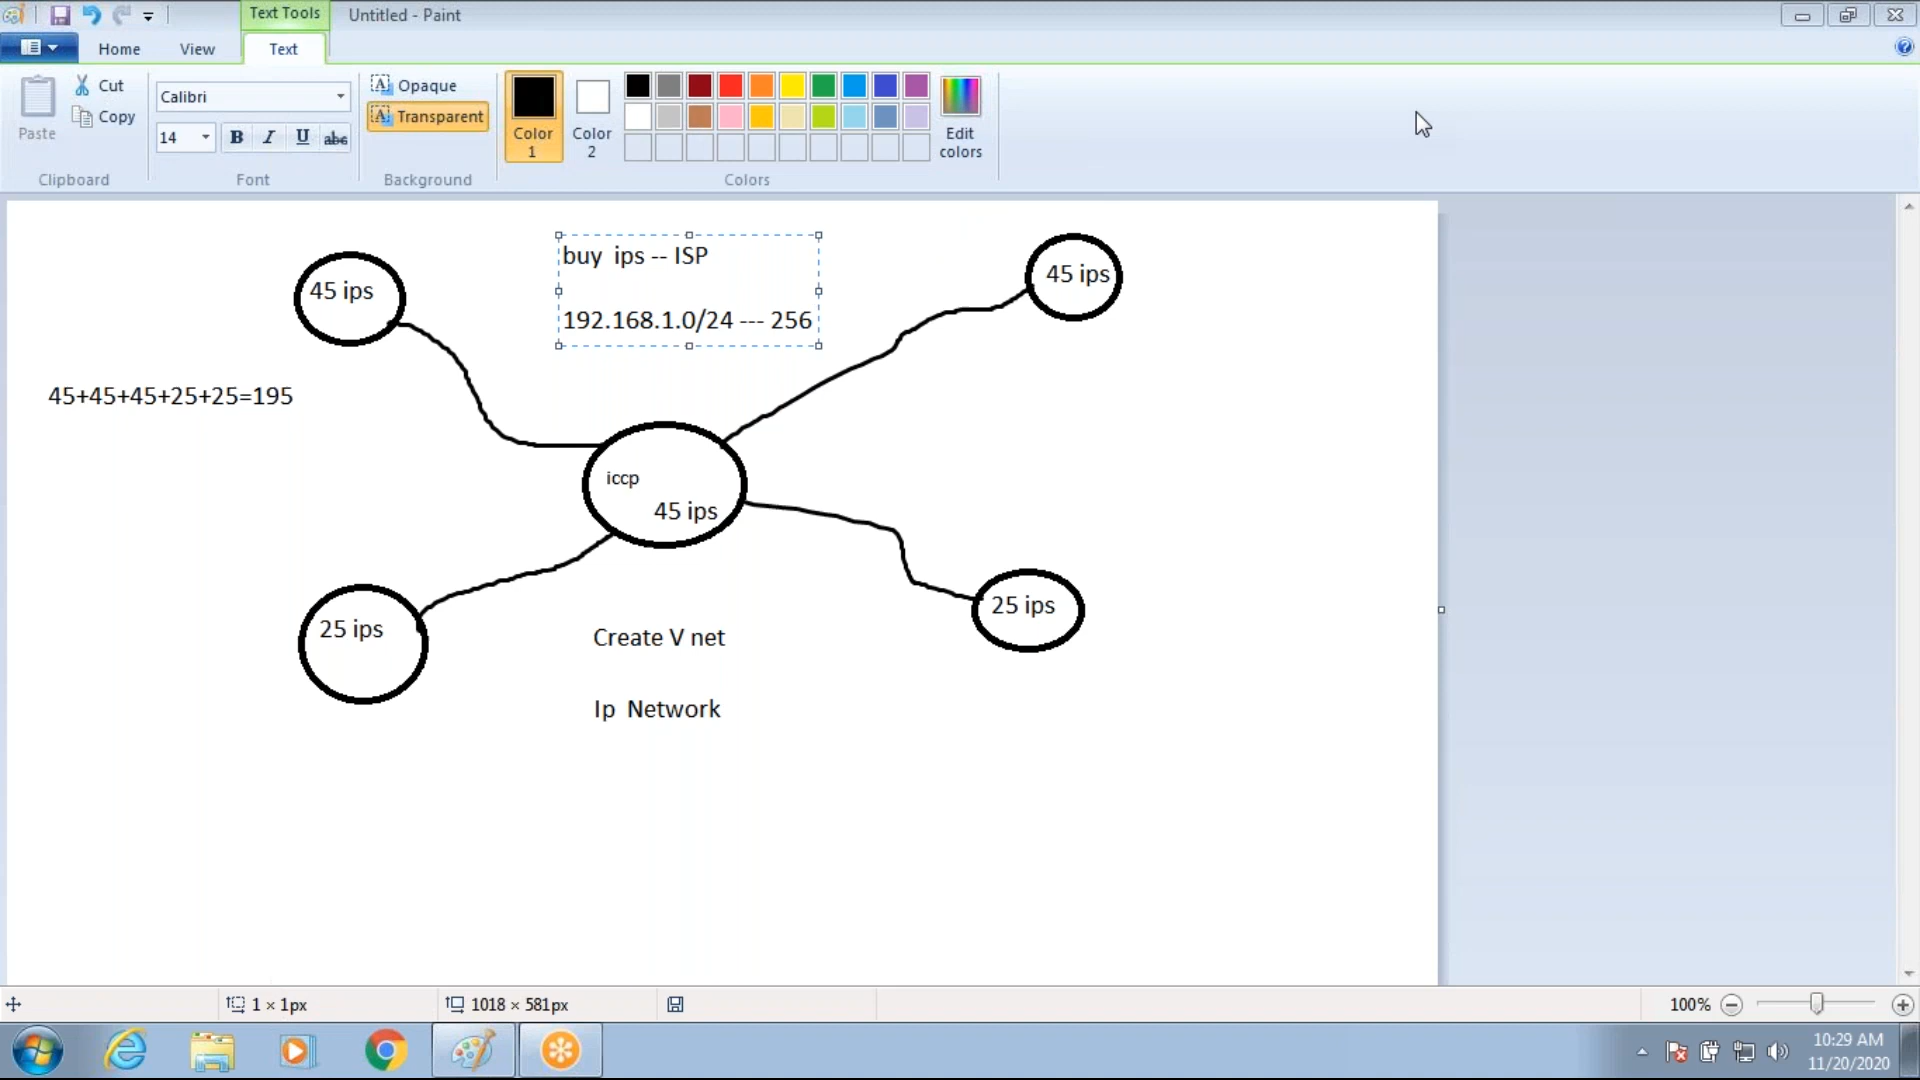 Text Tools
Untitled - Paint
Home
View
Text
Paste
Cut
Copy
Clipboard
Calibri
14
B I U abc
Font
Opaque
Transparent
Background
Color 1
Color 2
Edit colors
Colors
buy ips -- ISP
192.168.1.0/24 --- 256
45 ips
45 ips
45+45+45+25+25=195
iccp
45 ips
25 ips
25 ips
Create V net
Ip Network
1 × 1px
1018 × 581px
100%
10:29 AM
11/20/2020